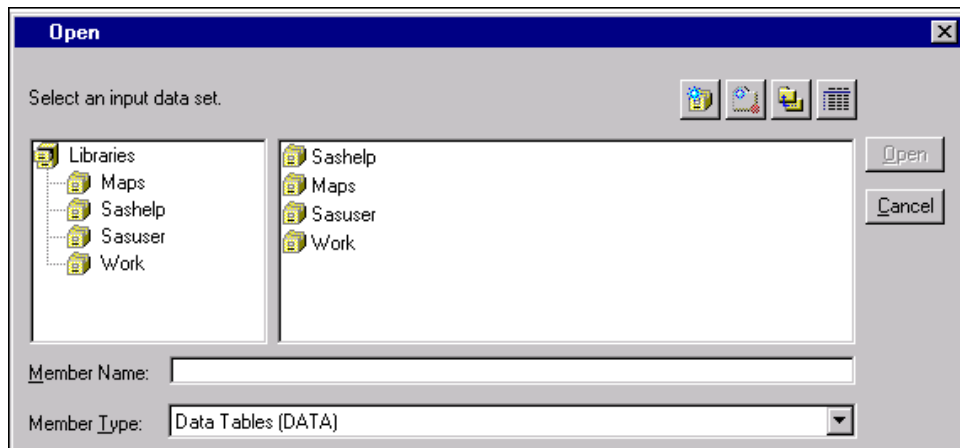 Open
Select an input data set.
Libraries
Maps
Sashelp
Sasuser
Work
Sashelp
Maps
Sasuser
Work
Open
Cancel
Member Name:
Member Type: Data Tables (DATA)